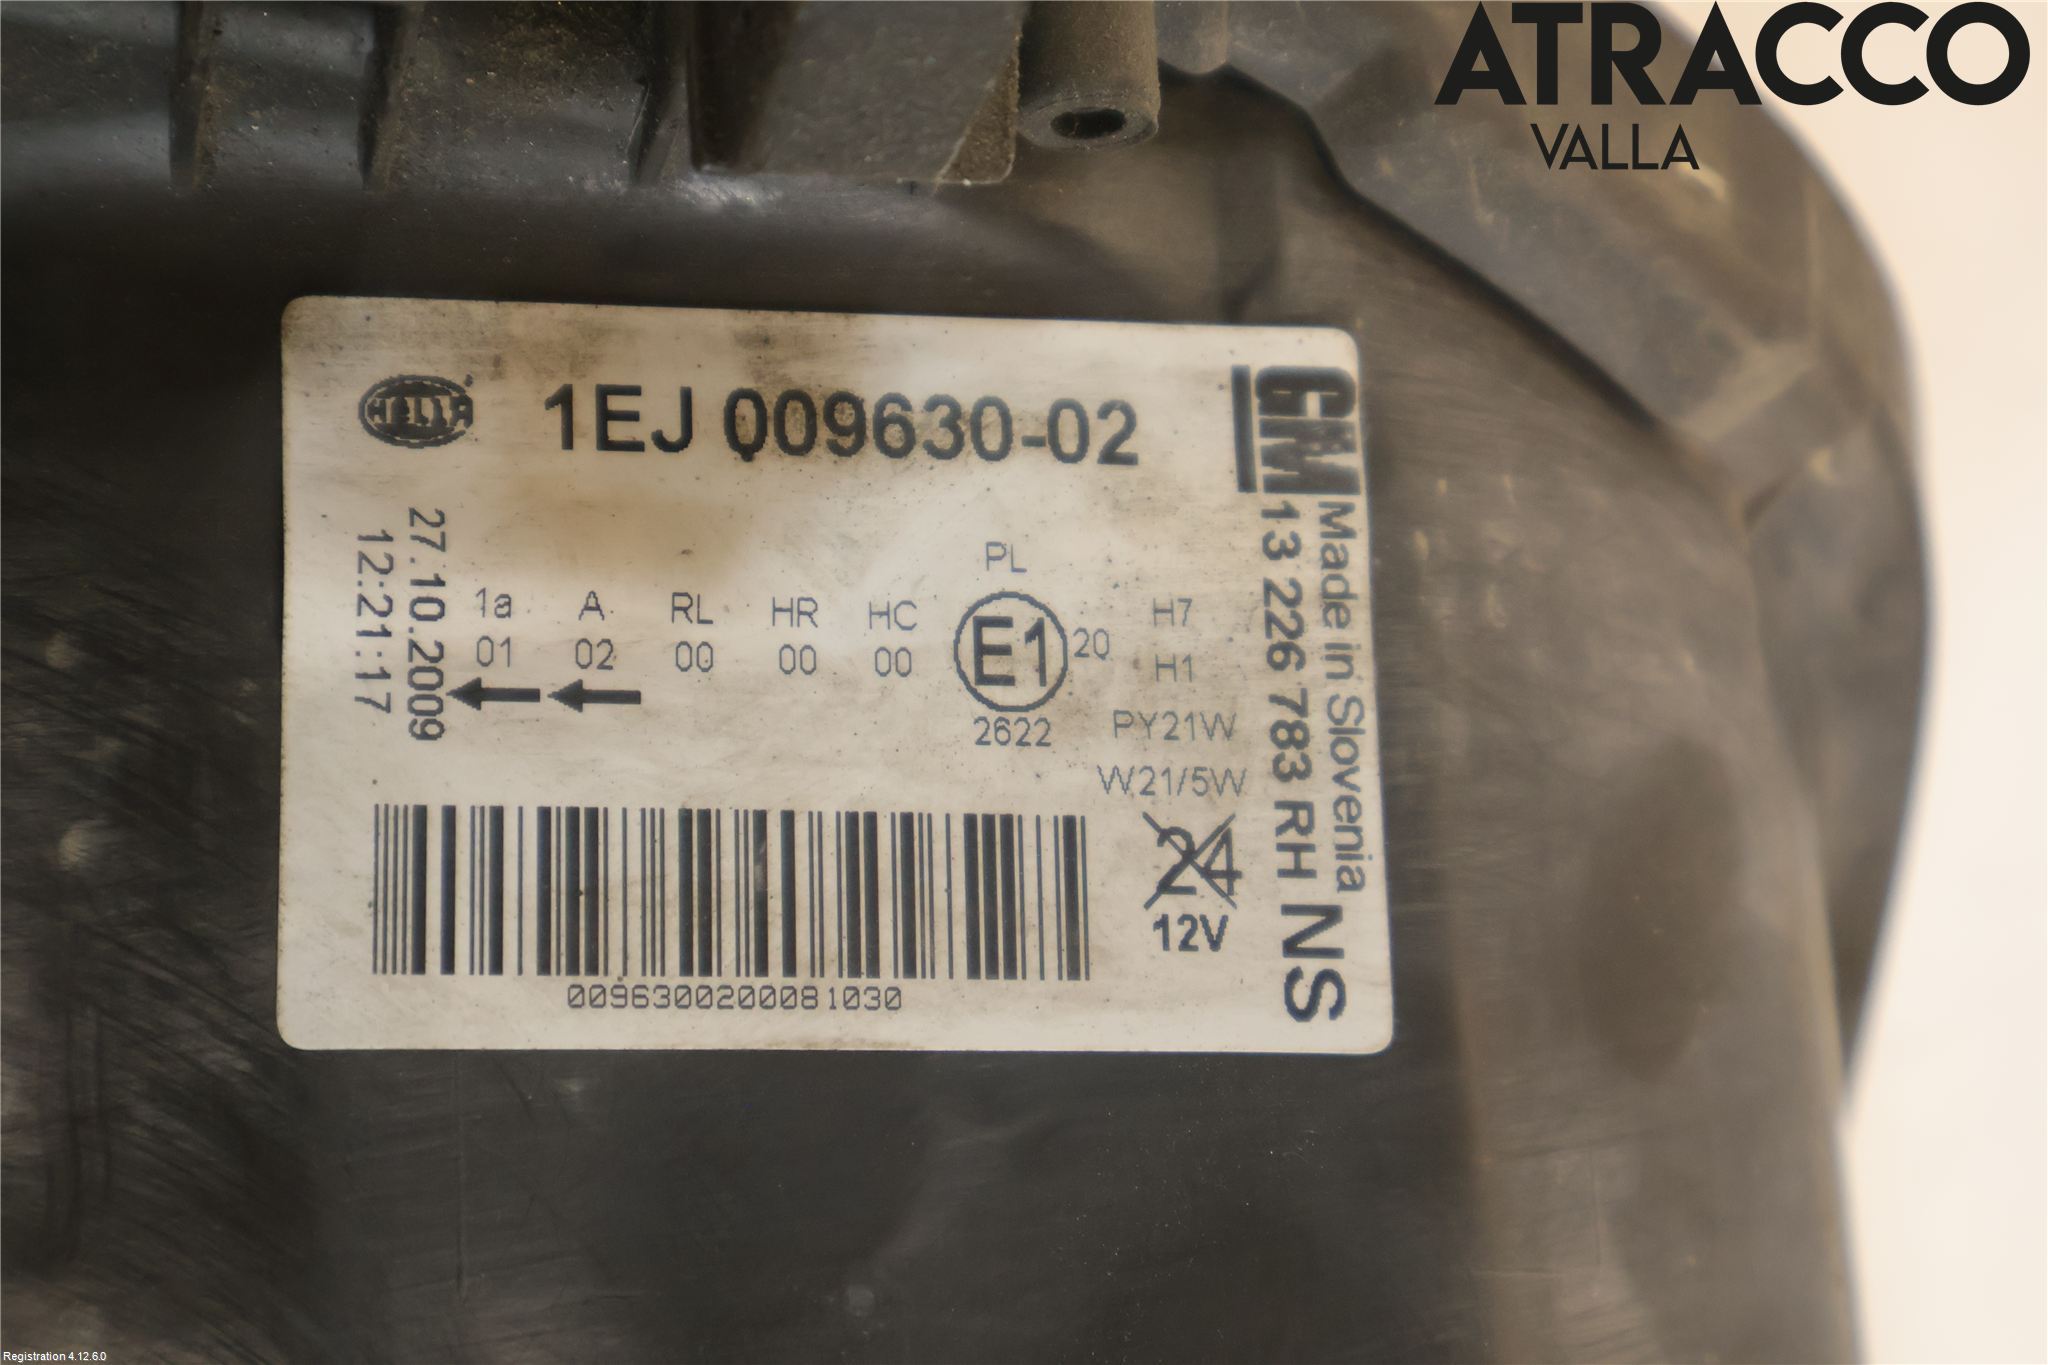 ATRACCO
VALLA
HELLA
1EJ 009630-02
GM
13 226 783 RH NS
Made in Slovenia
27.10.2009
12:21:17
1a A RL HR HC
01 02 00 00 00
PL
E1 20
2622
H7
H1
PY21W
W21/5W
24
12V
0096300200081030
Registration 4.12.6.0